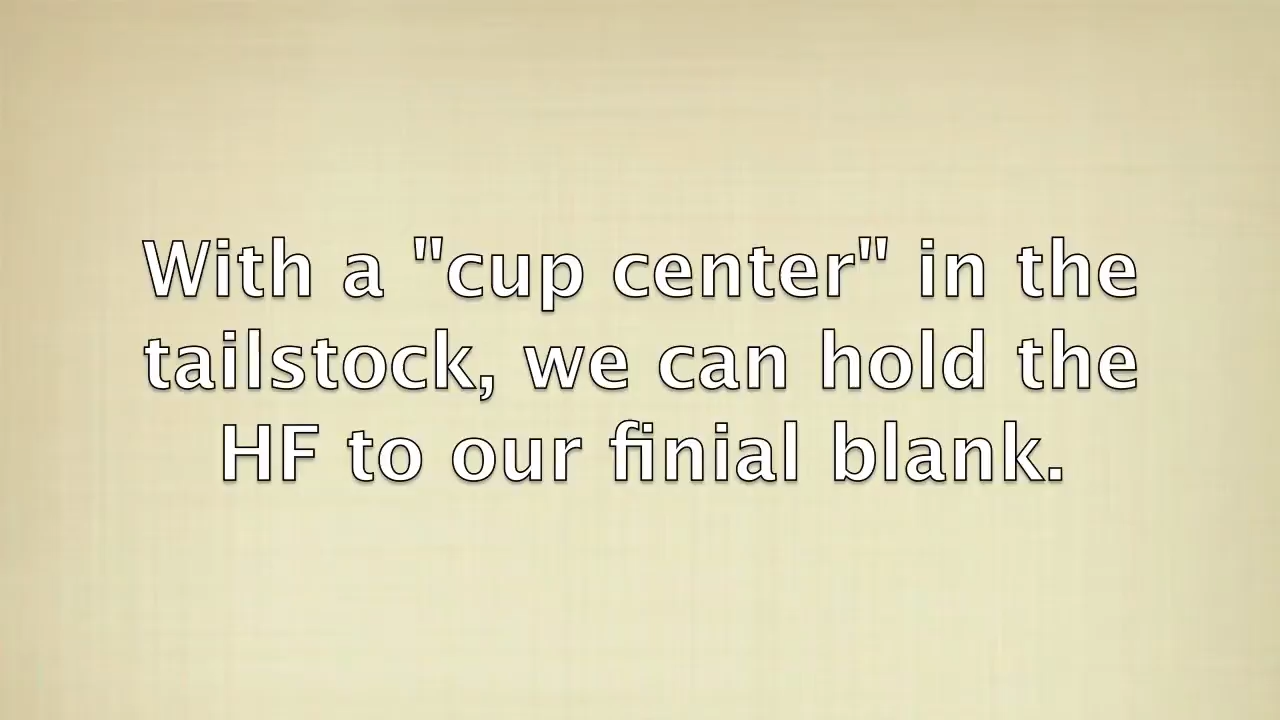 With a "cup center" in the
tailstock, we can hold the
HF to our finial blank.